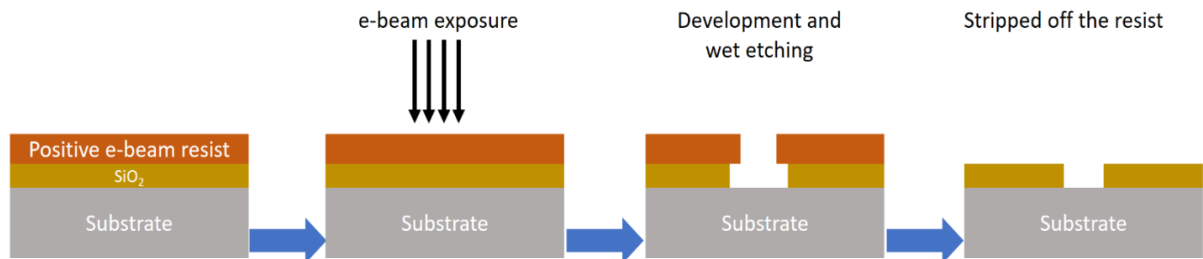 e-beam exposure
Development and
wet etching
Stripped off the resist
Positive e-beam resist
SiO₂
Substrate
Substrate
Substrate
Substrate